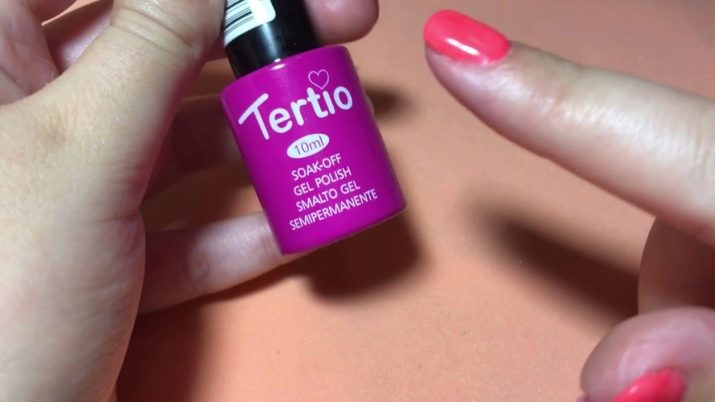 Tertio
10ml
SOAK-OFF
GEL POLISH
SMALTO GEL
SEMIPERMANENTE